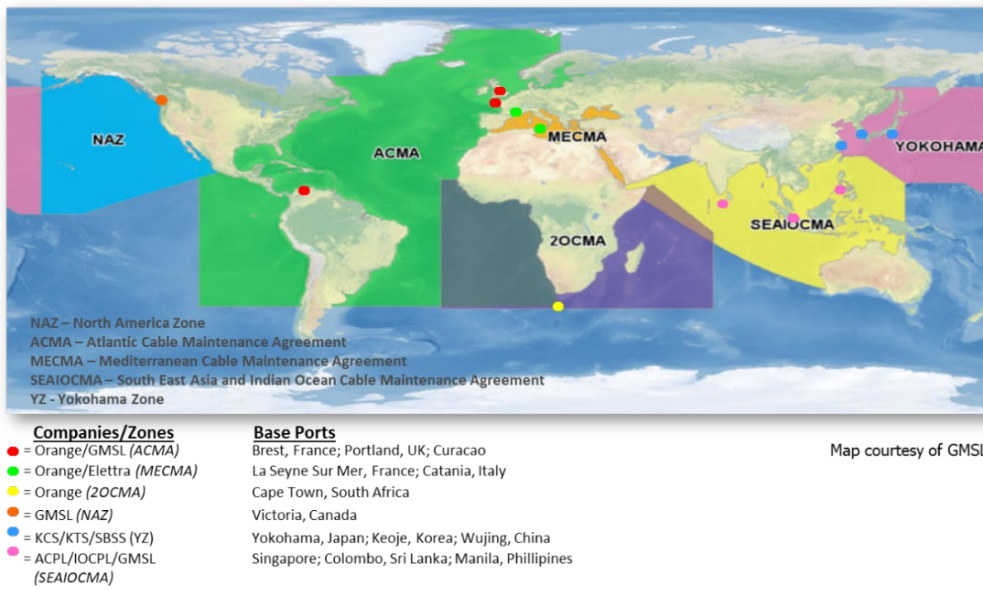 NAZ
ACMA
MECMA
YOKOHAMA
2OCMA
SEAIOCMA
NAZ – North America Zone
ACMA – Atlantic Cable Maintenance Agreement
MECMA – Mediterranean Cable Maintenance Agreement
SEAIOCMA – South East Asia and Indian Ocean Cable Maintenance Agreement
YZ - Yokohama Zone
Companies/Zones Base Ports
= Orange/GMSL (ACMA) Brest, France; Portland, UK; Curacao
Map courtesy of GMSL
= Orange/Elettra (MECMA) La Seyne Sur Mer, France; Catania, Italy
= Orange (2OCMA) Cape Town, South Africa
= GMSL (NAZ) Victoria, Canada
= KCS/KTS/SBSS (YZ) Yokohama, Japan; Keoje, Korea; Wujing, China
= ACPL/IOCPL/GMSL Singapore; Colombo, Sri Lanka; Manila, Phillipines
(SEAIOCMA)